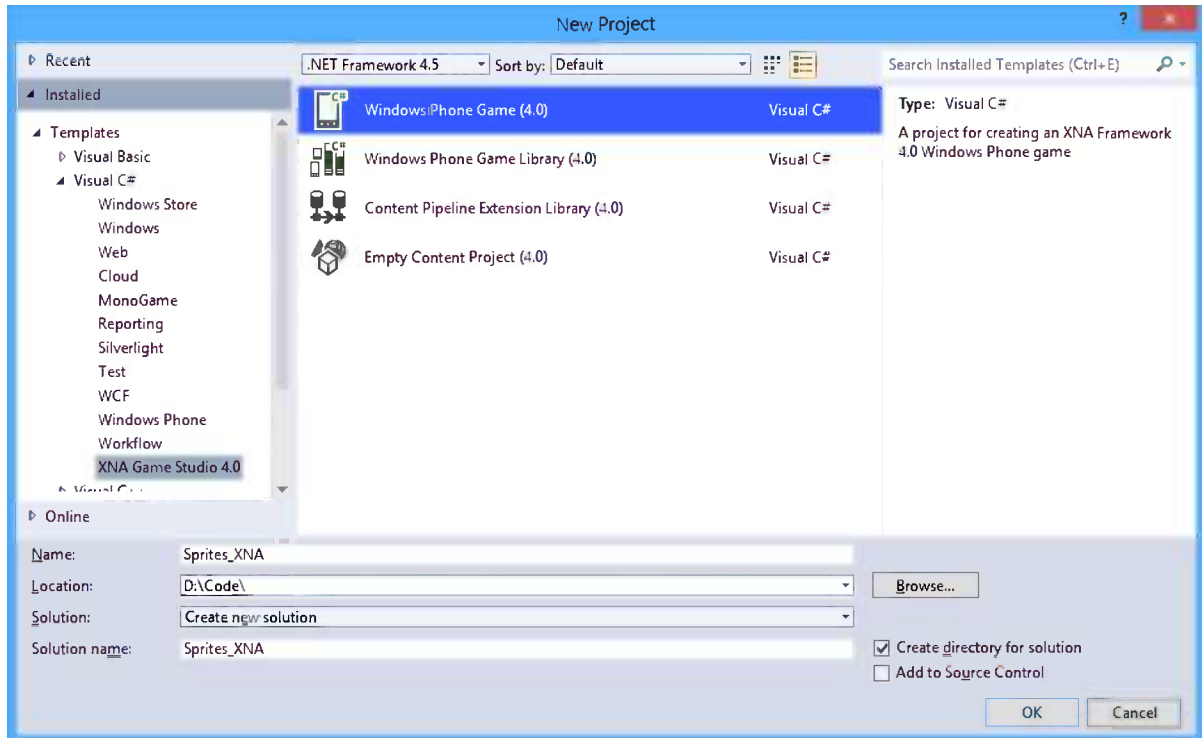 New Project
?
Recent
.NET Framework 4.5
Sort by: Default
Search Installed Templates (Ctrl+E)
Installed
Templates
Visual Basic
Visual C#
Windows Store
Windows
Web
Cloud
MonoGame
Reporting
Silverlight
Test
WCF
Windows Phone
Workflow
XNA Game Studio 4.0
Online
C#
Windows Phone Game (4.0) Visual C#
Windows Phone Game Library (4.0) Visual C#
Content Pipeline Extension Library (4.0) Visual C#
Empty Content Project (4.0) Visual C#
Type: Visual C#
A project for creating an XNA Framework
4.0 Windows Phone game
Name: Sprites_XNA
Location: D:\Code\
Browse...
Solution: Create new solution
Solution name: Sprites_XNA
Create directory for solution
Add to Source Control
OK
Cancel